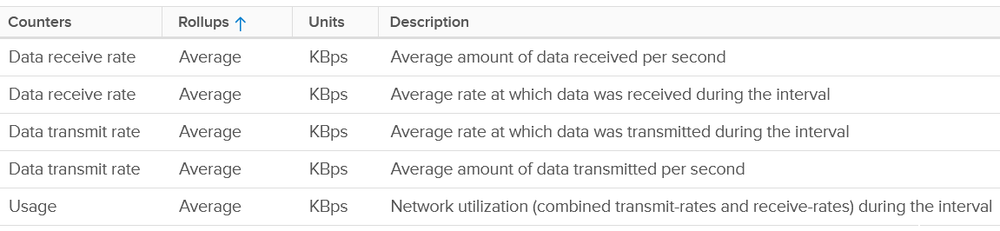 Counters Rollups ↑ Units Description
Data receive rate Average KBps Average amount of data received per second
Data receive rate Average KBps Average rate at which data was received during the interval
Data transmit rate Average KBps Average rate at which data was transmitted during the interval
Data transmit rate Average KBps Average amount of data transmitted per second
Usage Average KBps Network utilization (combined transmit-rates and receive-rates) during the interval